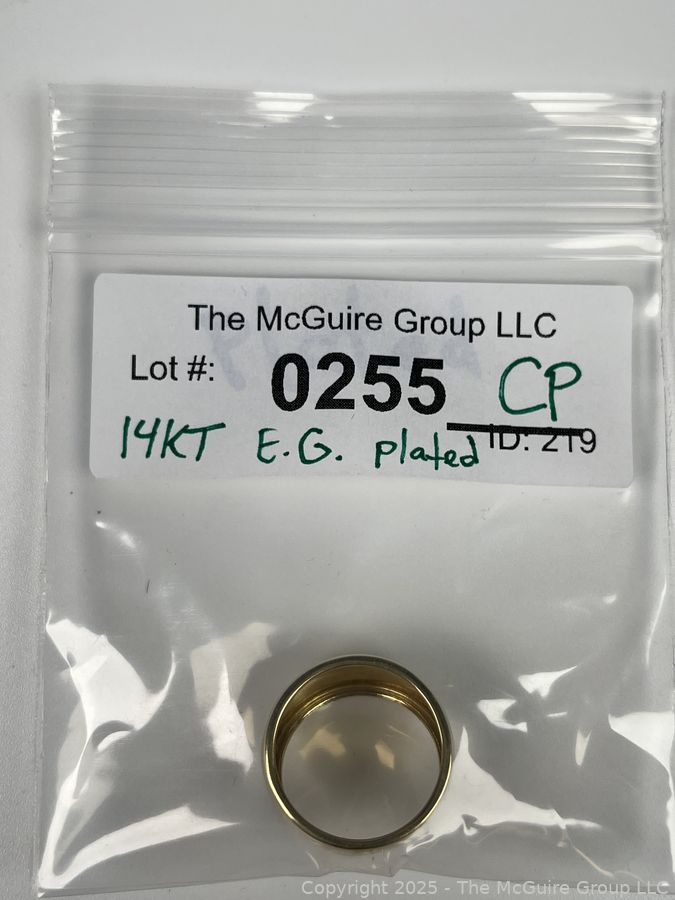 The McGuire Group LLC
Lot #: 0255 CP
14KT E.G. plated ID: 219
Copyright 2025 - The McGuire Group LLC